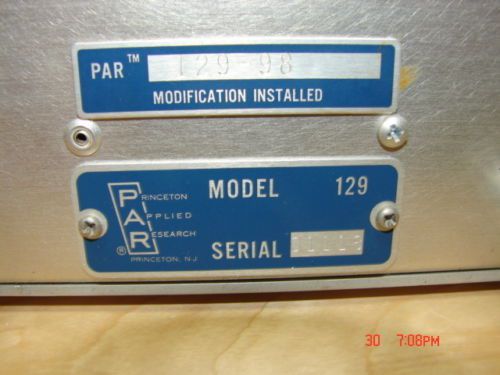 PAR™ 129-98
MODIFICATION INSTALLED
PRINCETON
APPLIED
RESEARCH
®
PRINCETON, N.J.
MODEL 129
SERIAL
30 7:08PM